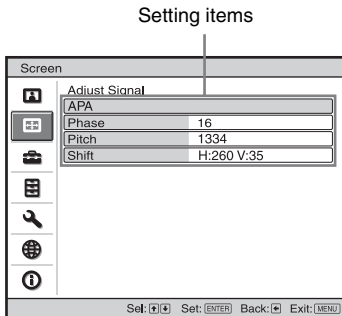 Setting items
Screen
Adjust Signal
APA
Phase 16
Pitch 1334
Shift H:260 V:35
Sel: Set: ENTER Back: Exit: MENU